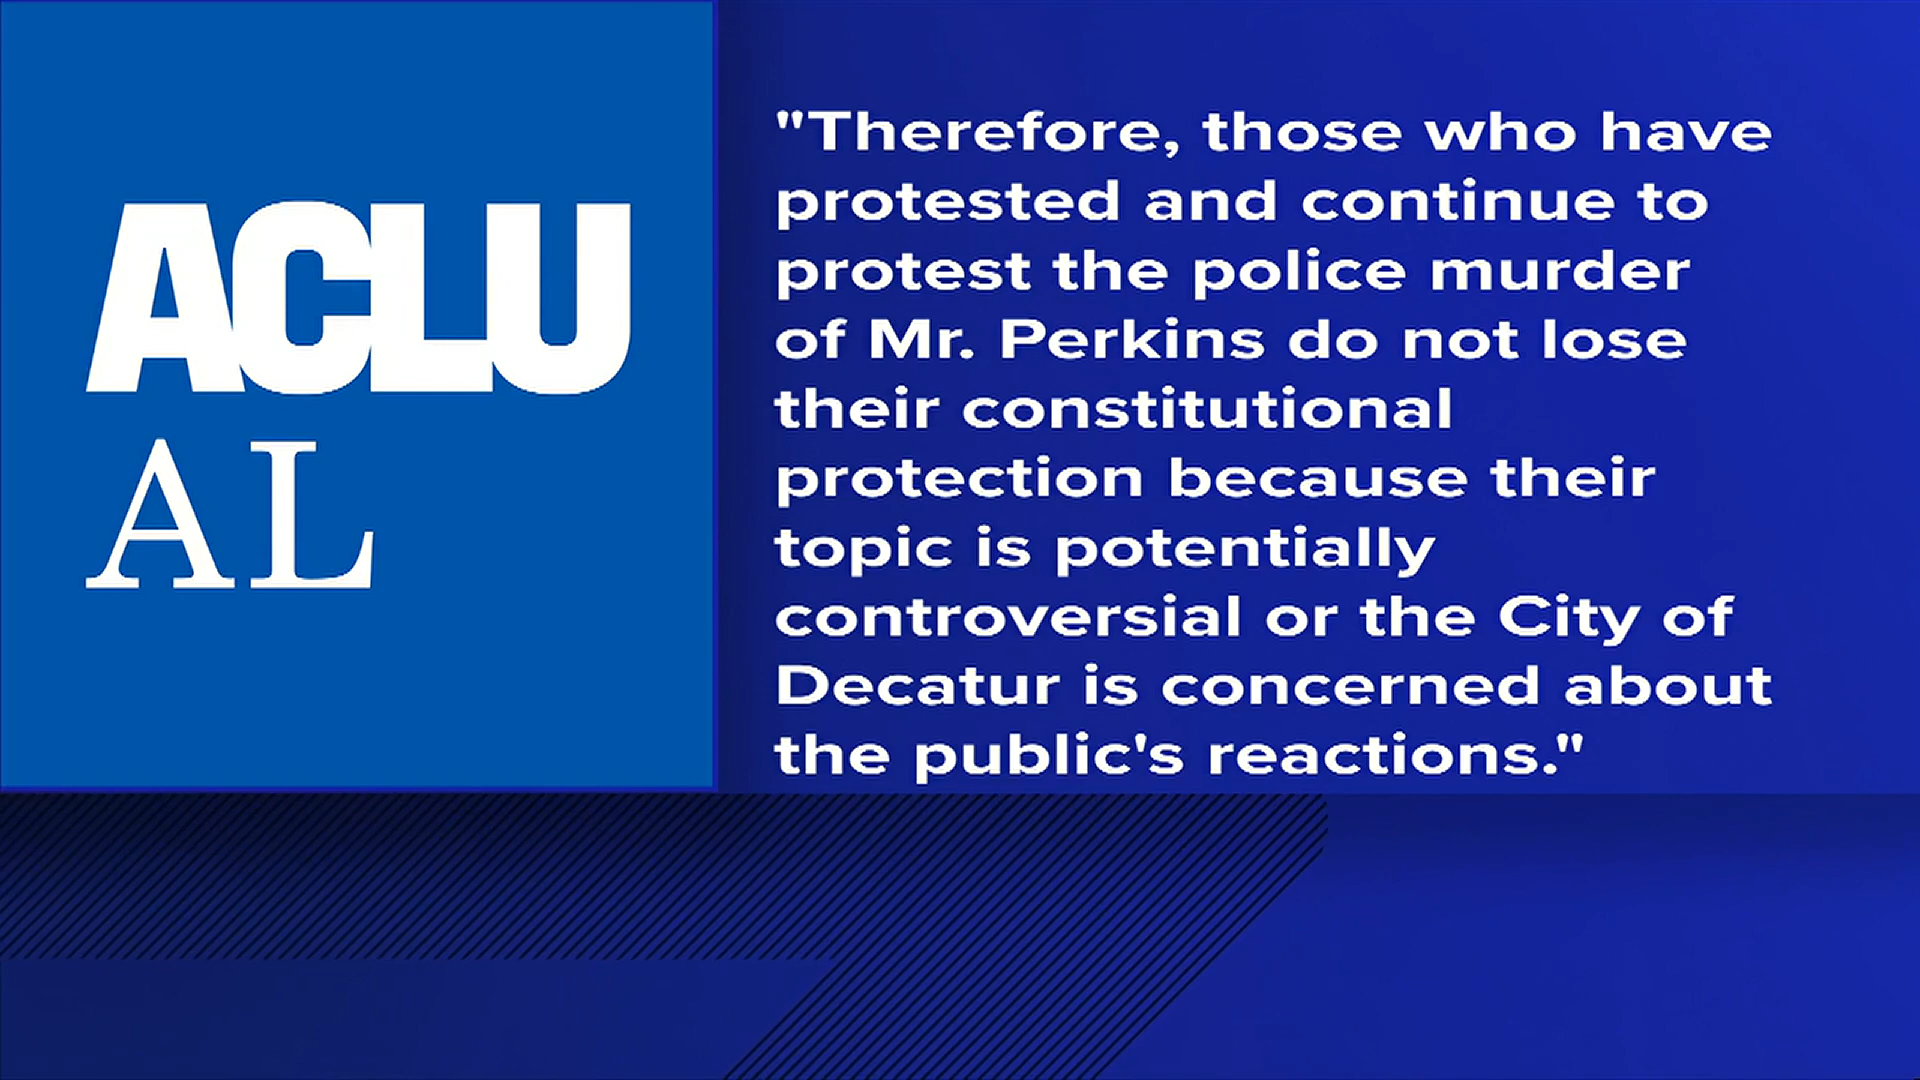 ACLU
AL
"Therefore, those who have
protested and continue to
protest the police murder
of Mr. Perkins do not lose
their constitutional
protection because their
topic is potentially
controversial or the City of
Decatur is concerned about
the public's reactions."